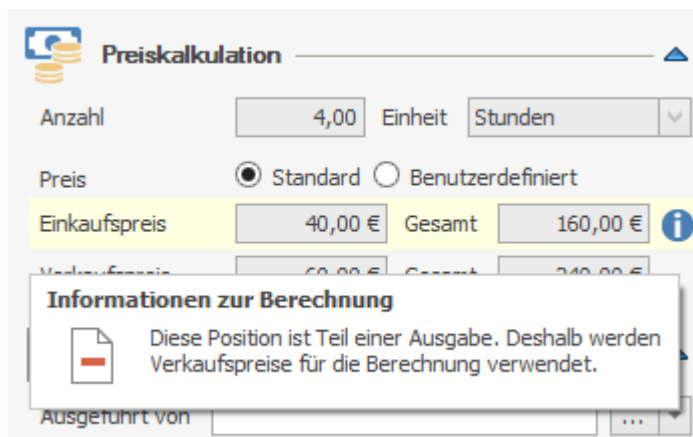 Preiskalkulation
Anzahl 4,00 Einheit Stunden
Preis Standard Benutzerdefiniert
Einkaufspreis 40,00 € Gesamt 160,00 €
Informationen zur Berechnung
Diese Position ist Teil einer Ausgabe. Deshalb werden
Verkaufspreise für die Berechnung verwendet.
Ausgeführt von ...